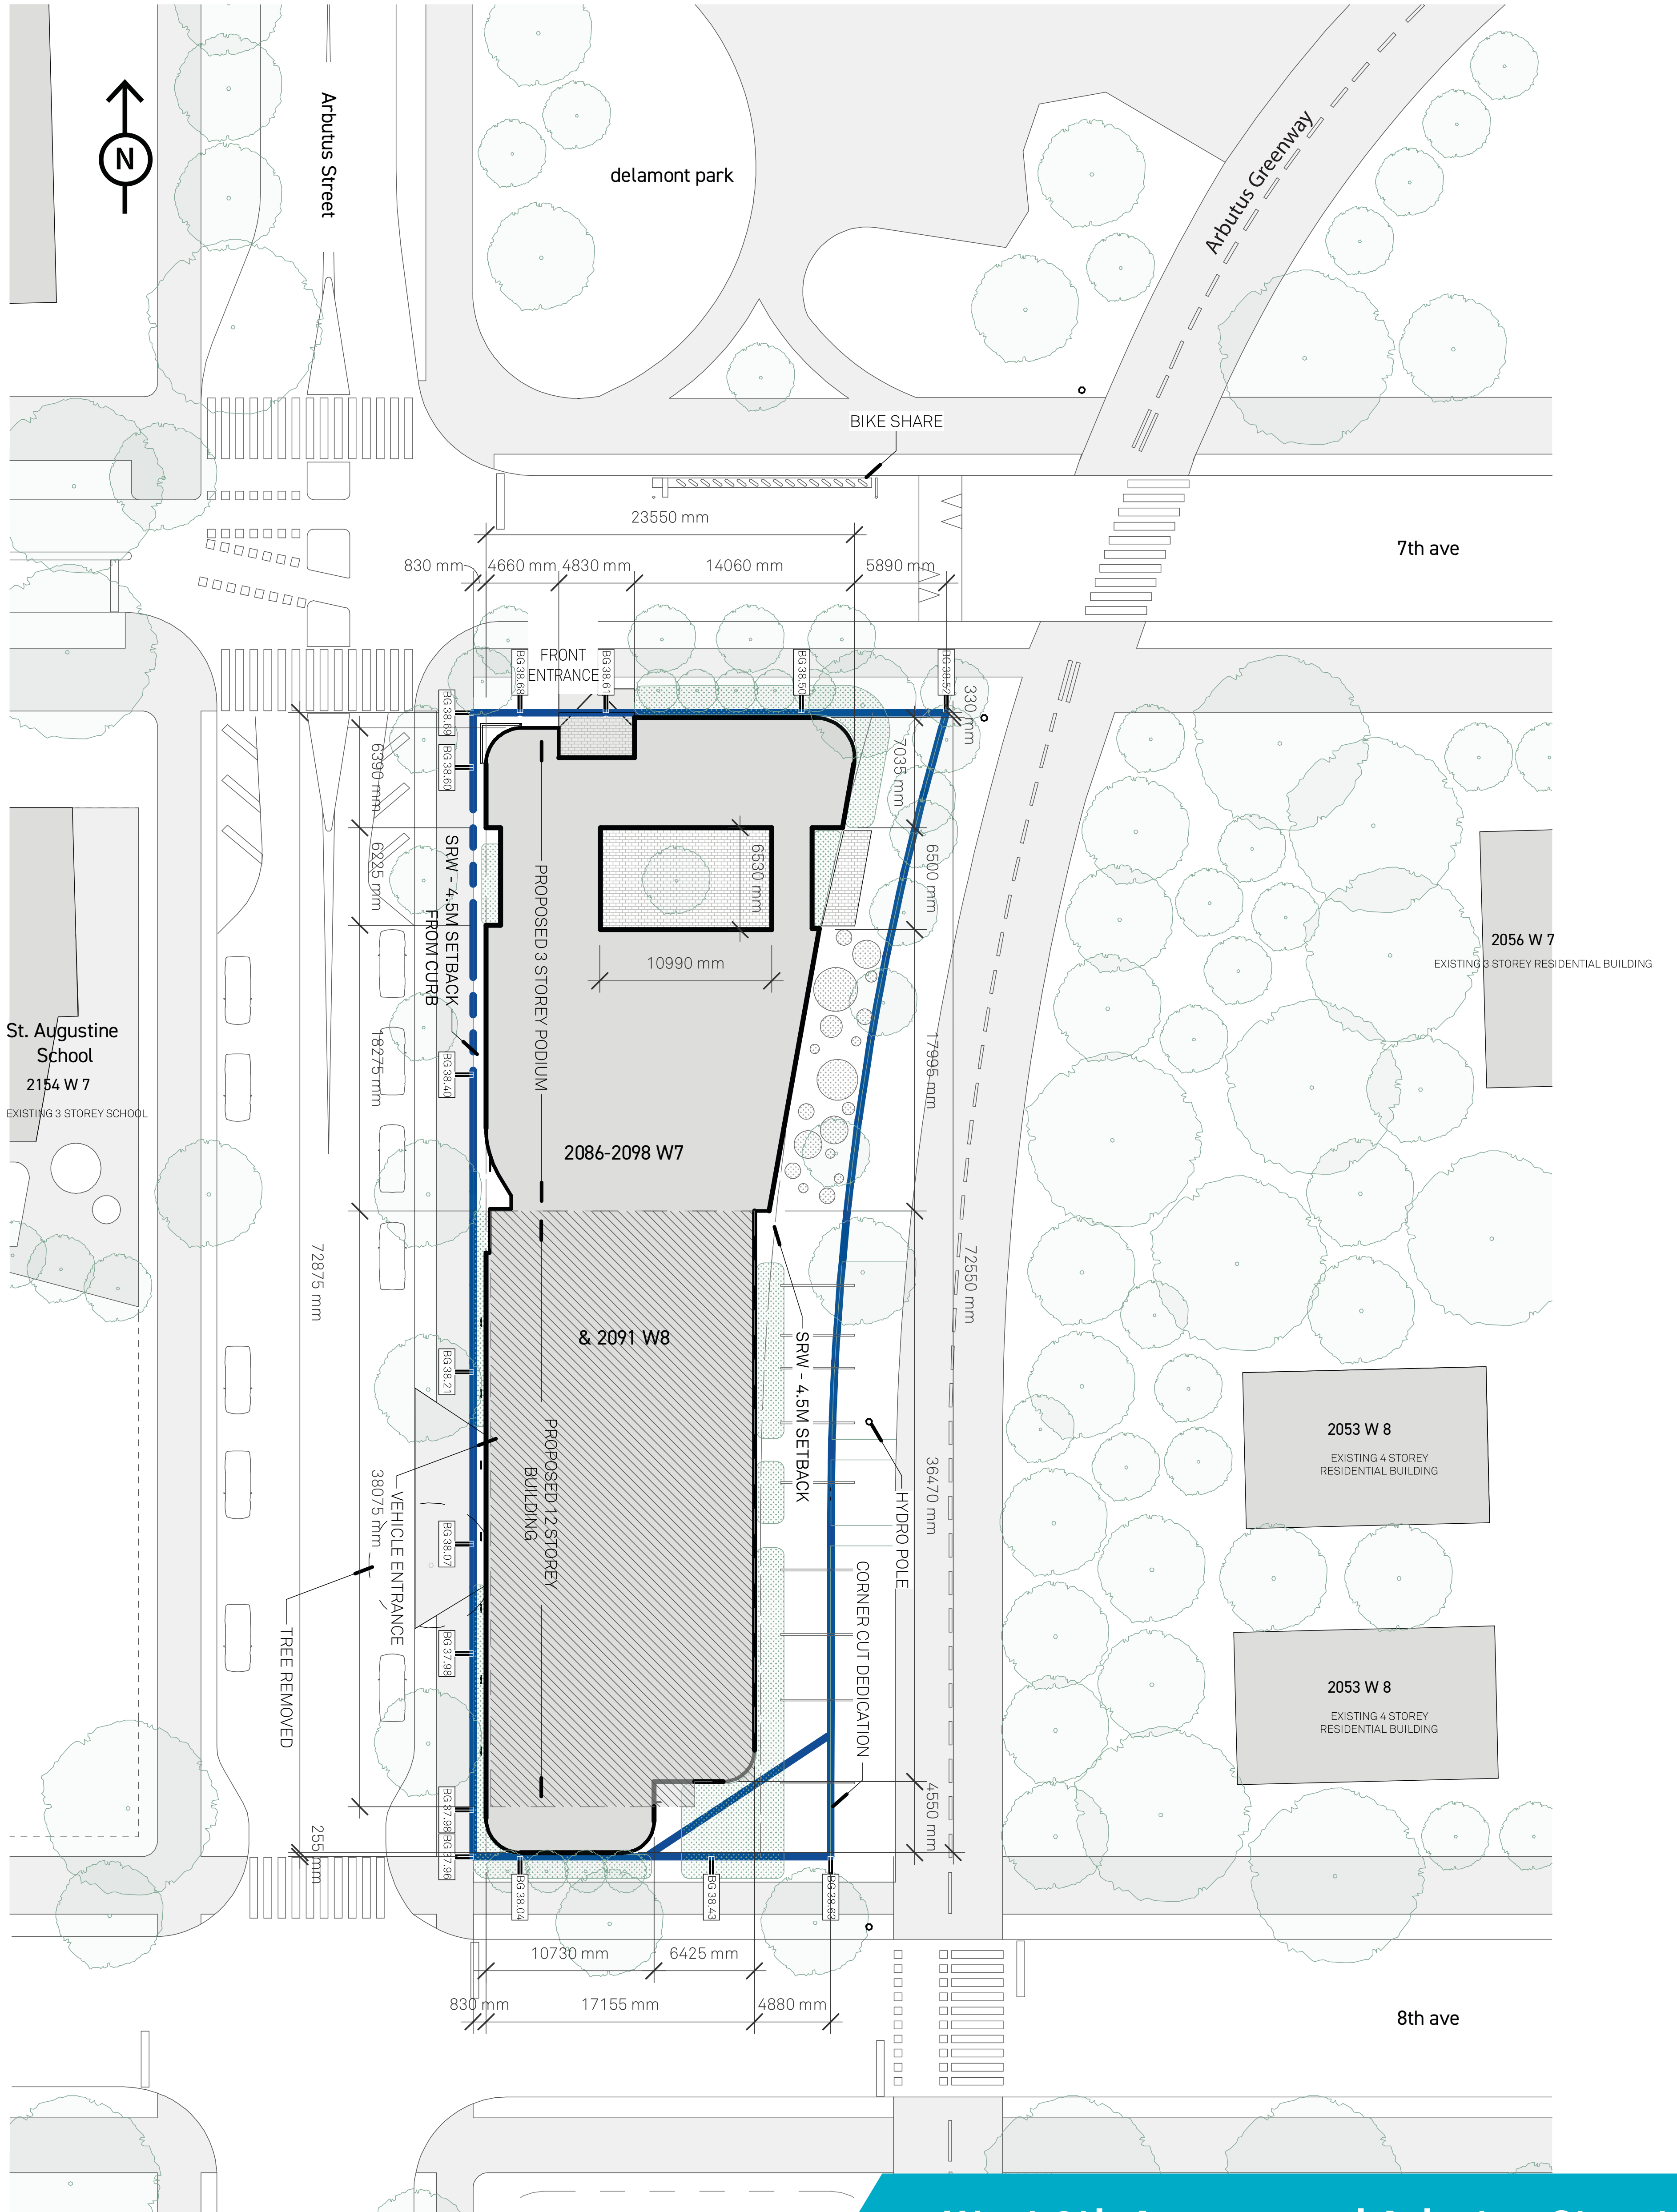 N
Arbutus Street
delamont park
Arbutus Greenway
BIKE SHARE
23550 mm
7th ave
830 mm
4660 mm
4830 mm
14060 mm
5890 mm
FRONT
ENTRANCE
BG 38.68
BG 38.61
BG 38.50
BG 38.52
330 mm
BG 38.69
BG 38.60
6390 mm
7035 mm
6225 mm
SRW - 4.5M SETBACK
FROM CURB
PROPOSED 3 STOREY PODIUM
6530 mm
6500 mm
10990 mm
2056 W 7
EXISTING 3 STOREY RESIDENTIAL BUILDING
St. Augustine
School
2154 W 7
EXISTING 3 STOREY SCHOOL
18275 mm
BG 38.40
17995 mm
2086-2098 W7
72875 mm
72550 mm
& 2091 W8
BG 38.21
SRW - 4.5M SETBACK
2053 W 8
EXISTING 4 STOREY
RESIDENTIAL BUILDING
38075 mm
VEHICLE ENTRANCE
BG 38.07
PROPOSED 12 STOREY
BUILDING
HYDRO POLE
36470 mm
CORNER CUT DEDICATION
TREE REMOVED
BG 37.98
2053 W 8
EXISTING 4 STOREY
RESIDENTIAL BUILDING
255 mm
BG 37.98
BG 37.96
4550 mm
BG 38.04
BG 38.43
BG 38.63
10730 mm
6425 mm
830 mm
17155 mm
4880 mm
8th ave